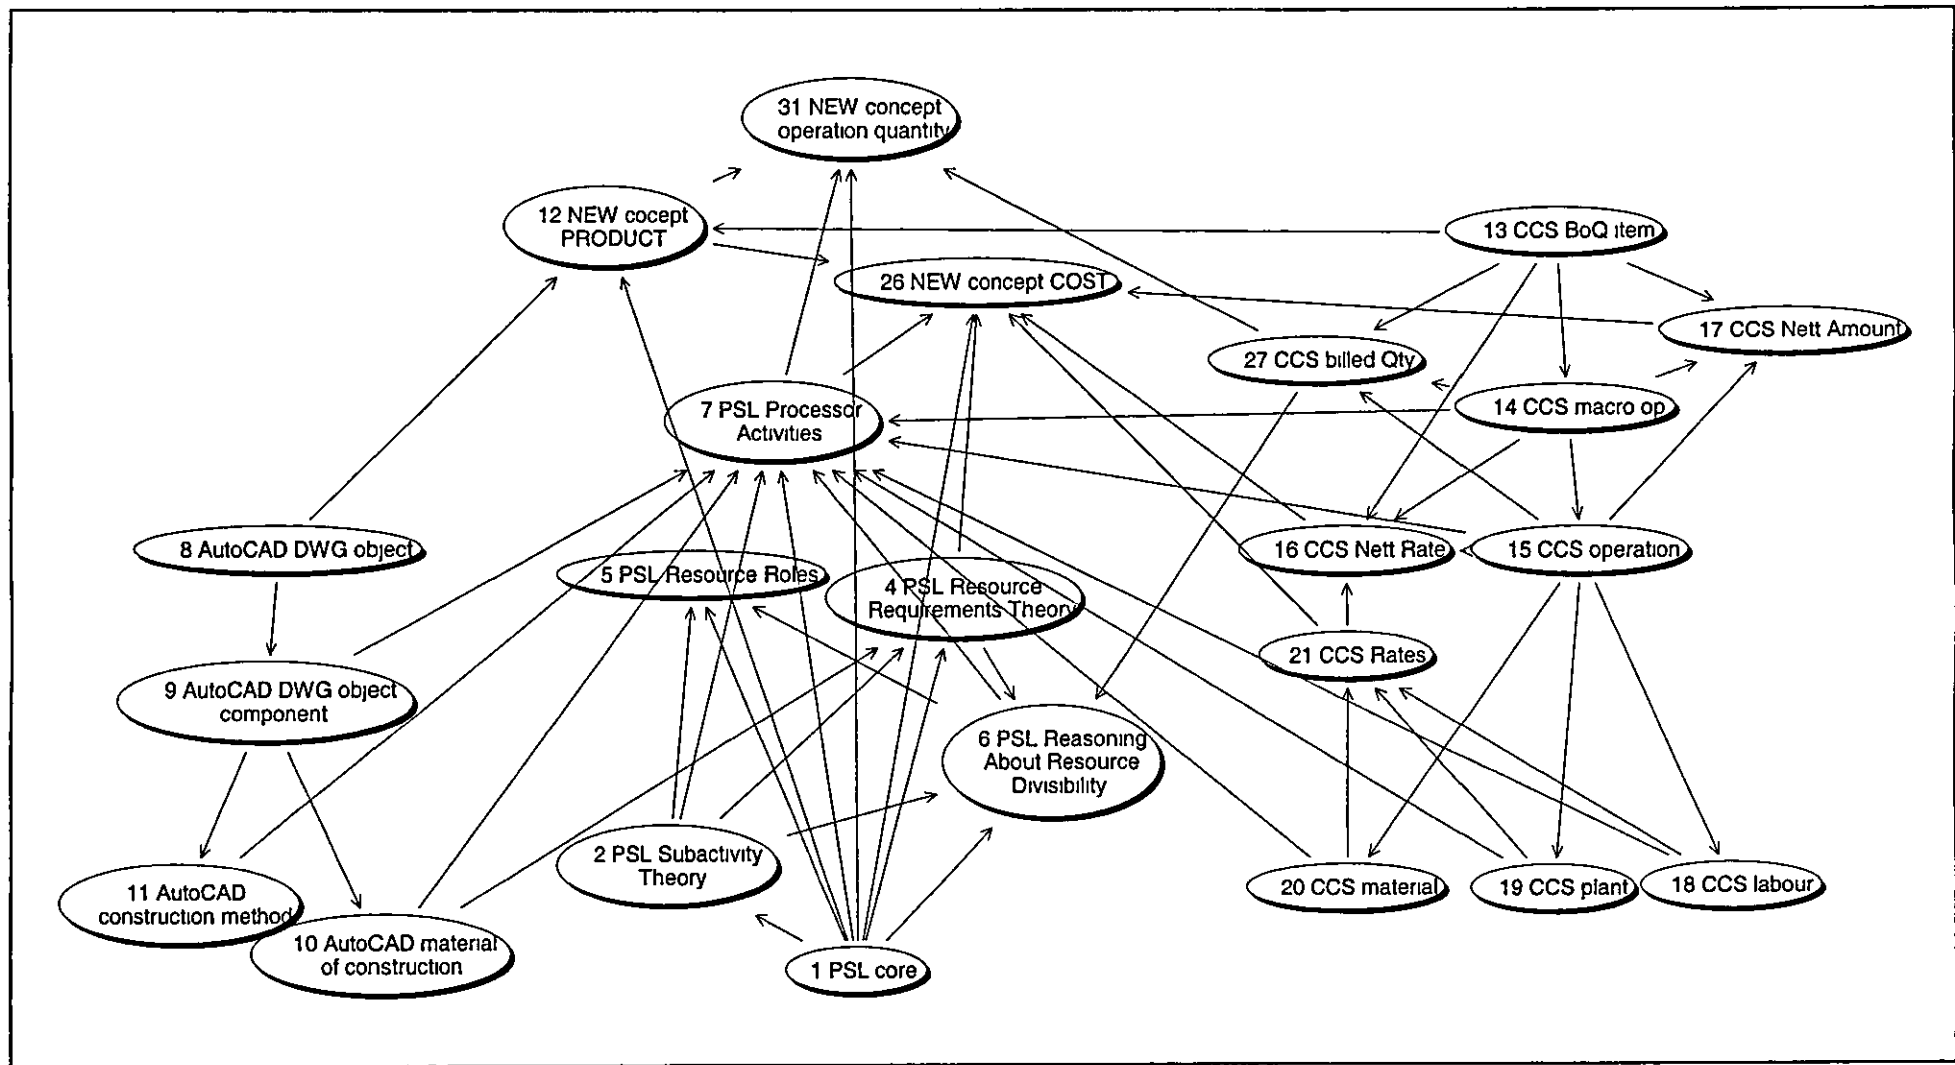 31 NEW concept
operation quantity
12 NEW cocept
PRODUCT
13 CCS BoQ item
26 NEW concept COST
17 CCS Nett Amount
27 CCS billed Qty
7 PSL Processor
Activities
14 CCS macro op
8 AutoCAD DWG object
5 PSL Resource Roles
4 PSL Resource
Requirements Theory
16 CCS Nett Rate
15 CCS operation
21 CCS Rates
9 AutoCAD DWG object
component
6 PSL Reasoning
About Resource
Divisibility
2 PSL Subactivity
Theory
11 AutoCAD
construction method
10 AutoCAD material
of construction
1 PSL core
20 CCS material
19 CCS plant
18 CCS labour